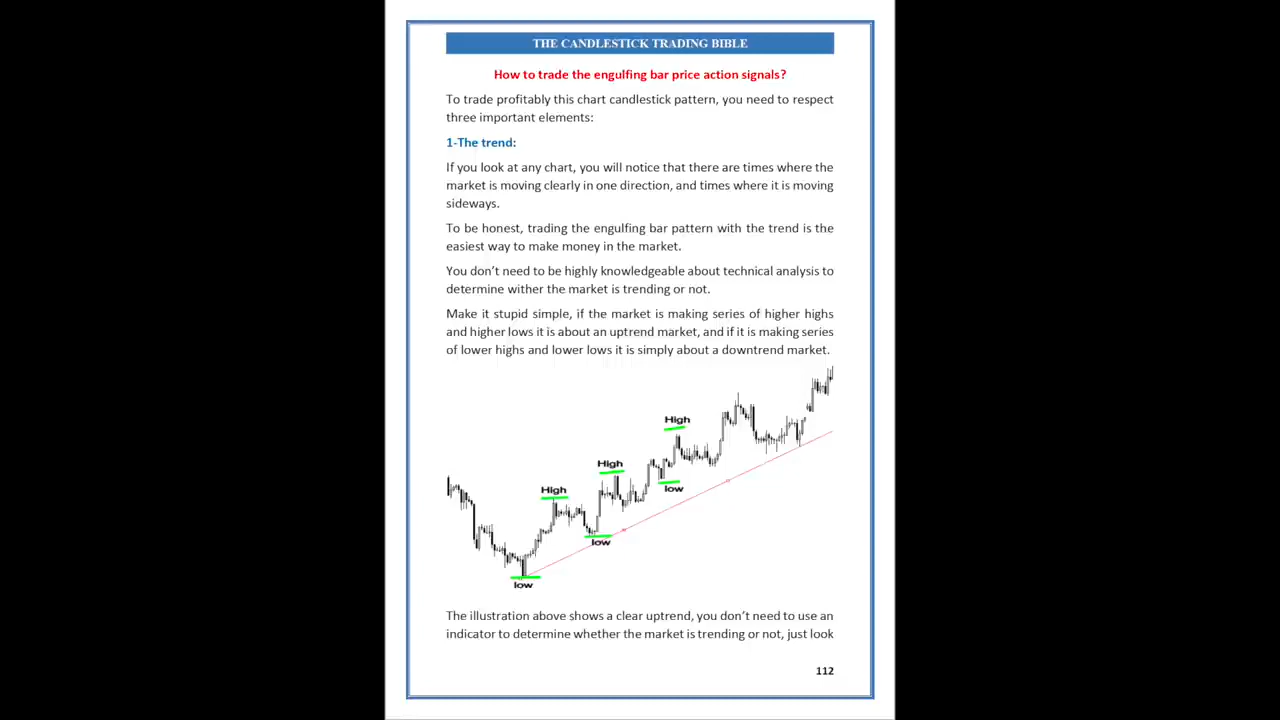 THE CANDLESTICK TRADING BIBLE
How to trade the engulfing bar price action signals?
To trade profitably this chart candlestick pattern, you need to respect
three important elements:
1-The trend:
If you look at any chart, you will notice that there are times where the
market is moving clearly in one direction, and times where it is moving
sideways.
To be honest, trading the engulfing bar pattern with the trend is the
easiest way to make money in the market.
You don't need to be highly knowledgeable about technical analysis to
determine wither the market is trending or not.
Make it stupid simple, if the market is making series of higher highs
and higher lows it is about an uptrend market, and if it is making series
of lower highs and lower lows it is simply about a downtrend market.
High
High
High
low
low
low
The illustration above shows a clear uptrend, you don't need to use an
indicator to determine whether the market is trending or not, just look
112